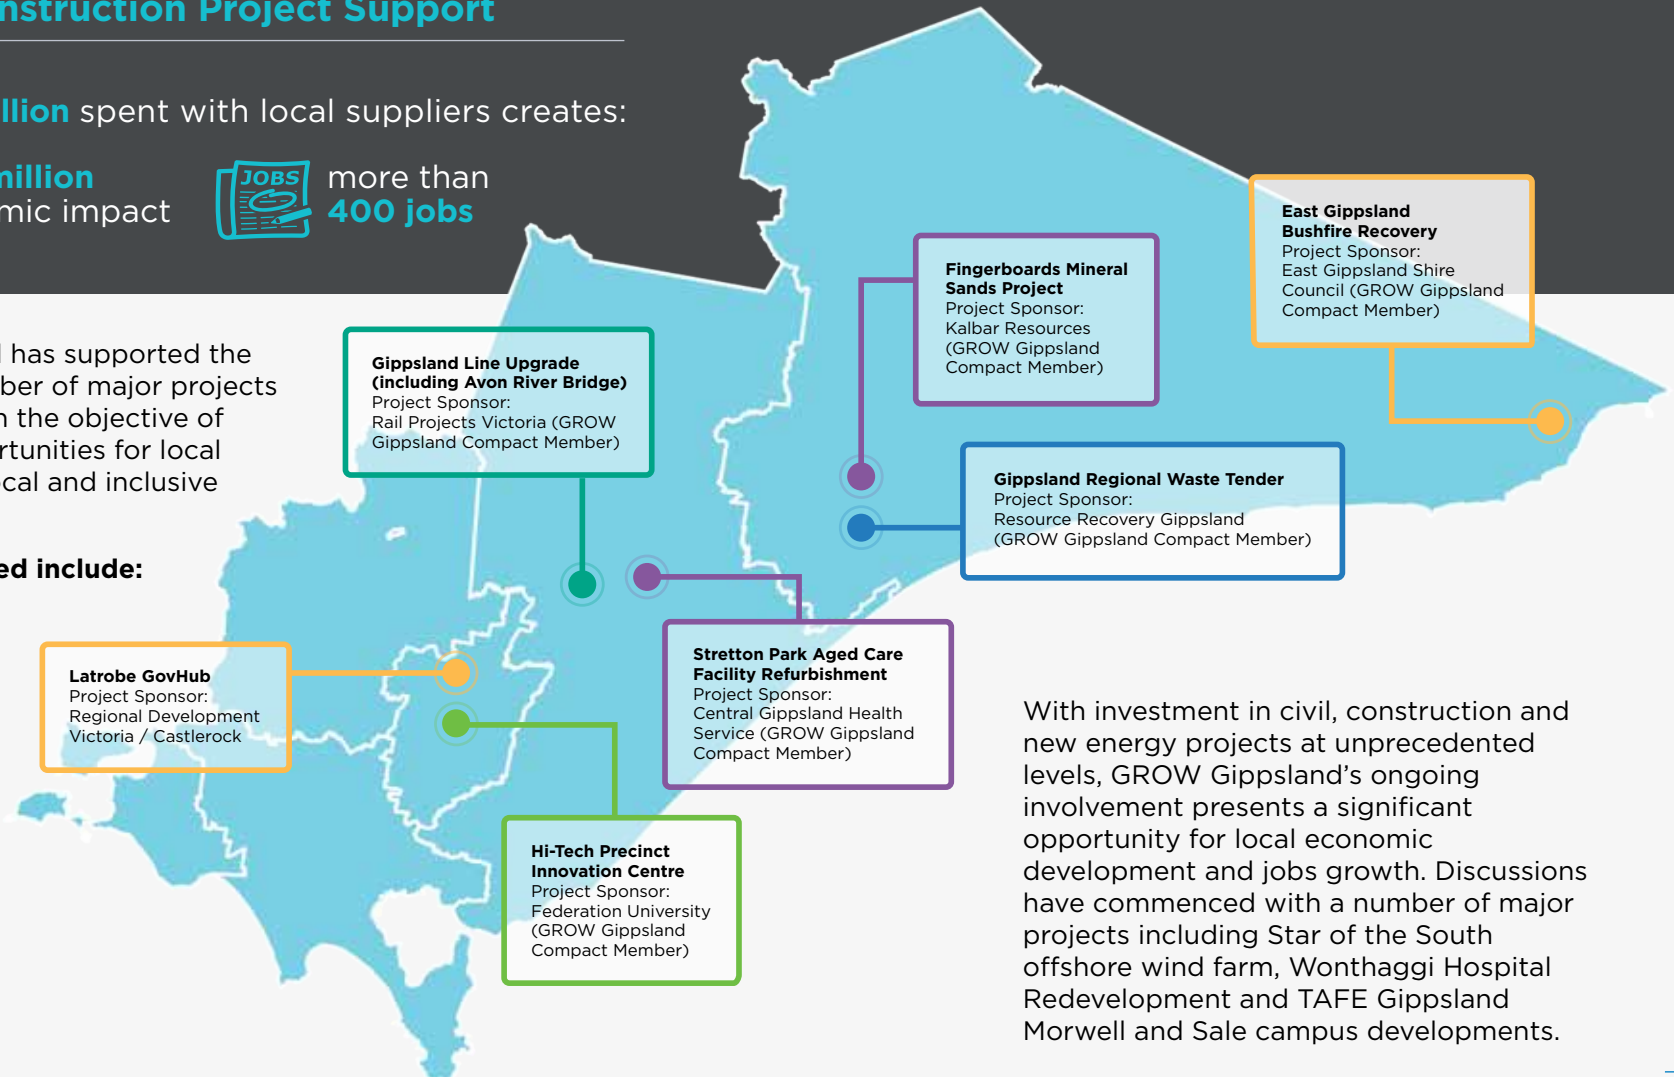 nstruction Project Support
llion spent with local suppliers creates:
million
mic impact
JOBS
more than
400 jobs
l has supported the
ber of major projects
n the objective of
rtunities for local
ocal and inclusive
ed include:
Gippsland Line Upgrade
(including Avon River Bridge)
Project Sponsor:
Rail Projects Victoria (GROW
Gippsland Compact Member)
Fingerboards Mineral
Sands Project
Project Sponsor:
Kalbar Resources
(GROW Gippsland
Compact Member)
East Gippsland
Bushfire Recovery
Project Sponsor:
East Gippsland Shire
Council (GROW Gippsland
Compact Member)
Gippsland Regional Waste Tender
Project Sponsor:
Resource Recovery Gippsland
(GROW Gippsland Compact Member)
Latrobe GovHub
Project Sponsor:
Regional Development
Victoria / Castlerock
Stretton Park Aged Care
Facility Refurbishment
Project Sponsor:
Central Gippsland Health
Service (GROW Gippsland
Compact Member)
Hi-Tech Precinct
Innovation Centre
Project Sponsor:
Federation University
(GROW Gippsland
Compact Member)
With investment in civil, construction and
new energy projects at unprecedented
levels, GROW Gippsland's ongoing
involvement presents a significant
opportunity for local economic
development and jobs growth. Discussions
have commenced with a number of major
projects including Star of the South
offshore wind farm, Wonthaggi Hospital
Redevelopment and TAFE Gippsland
Morwell and Sale campus developments.